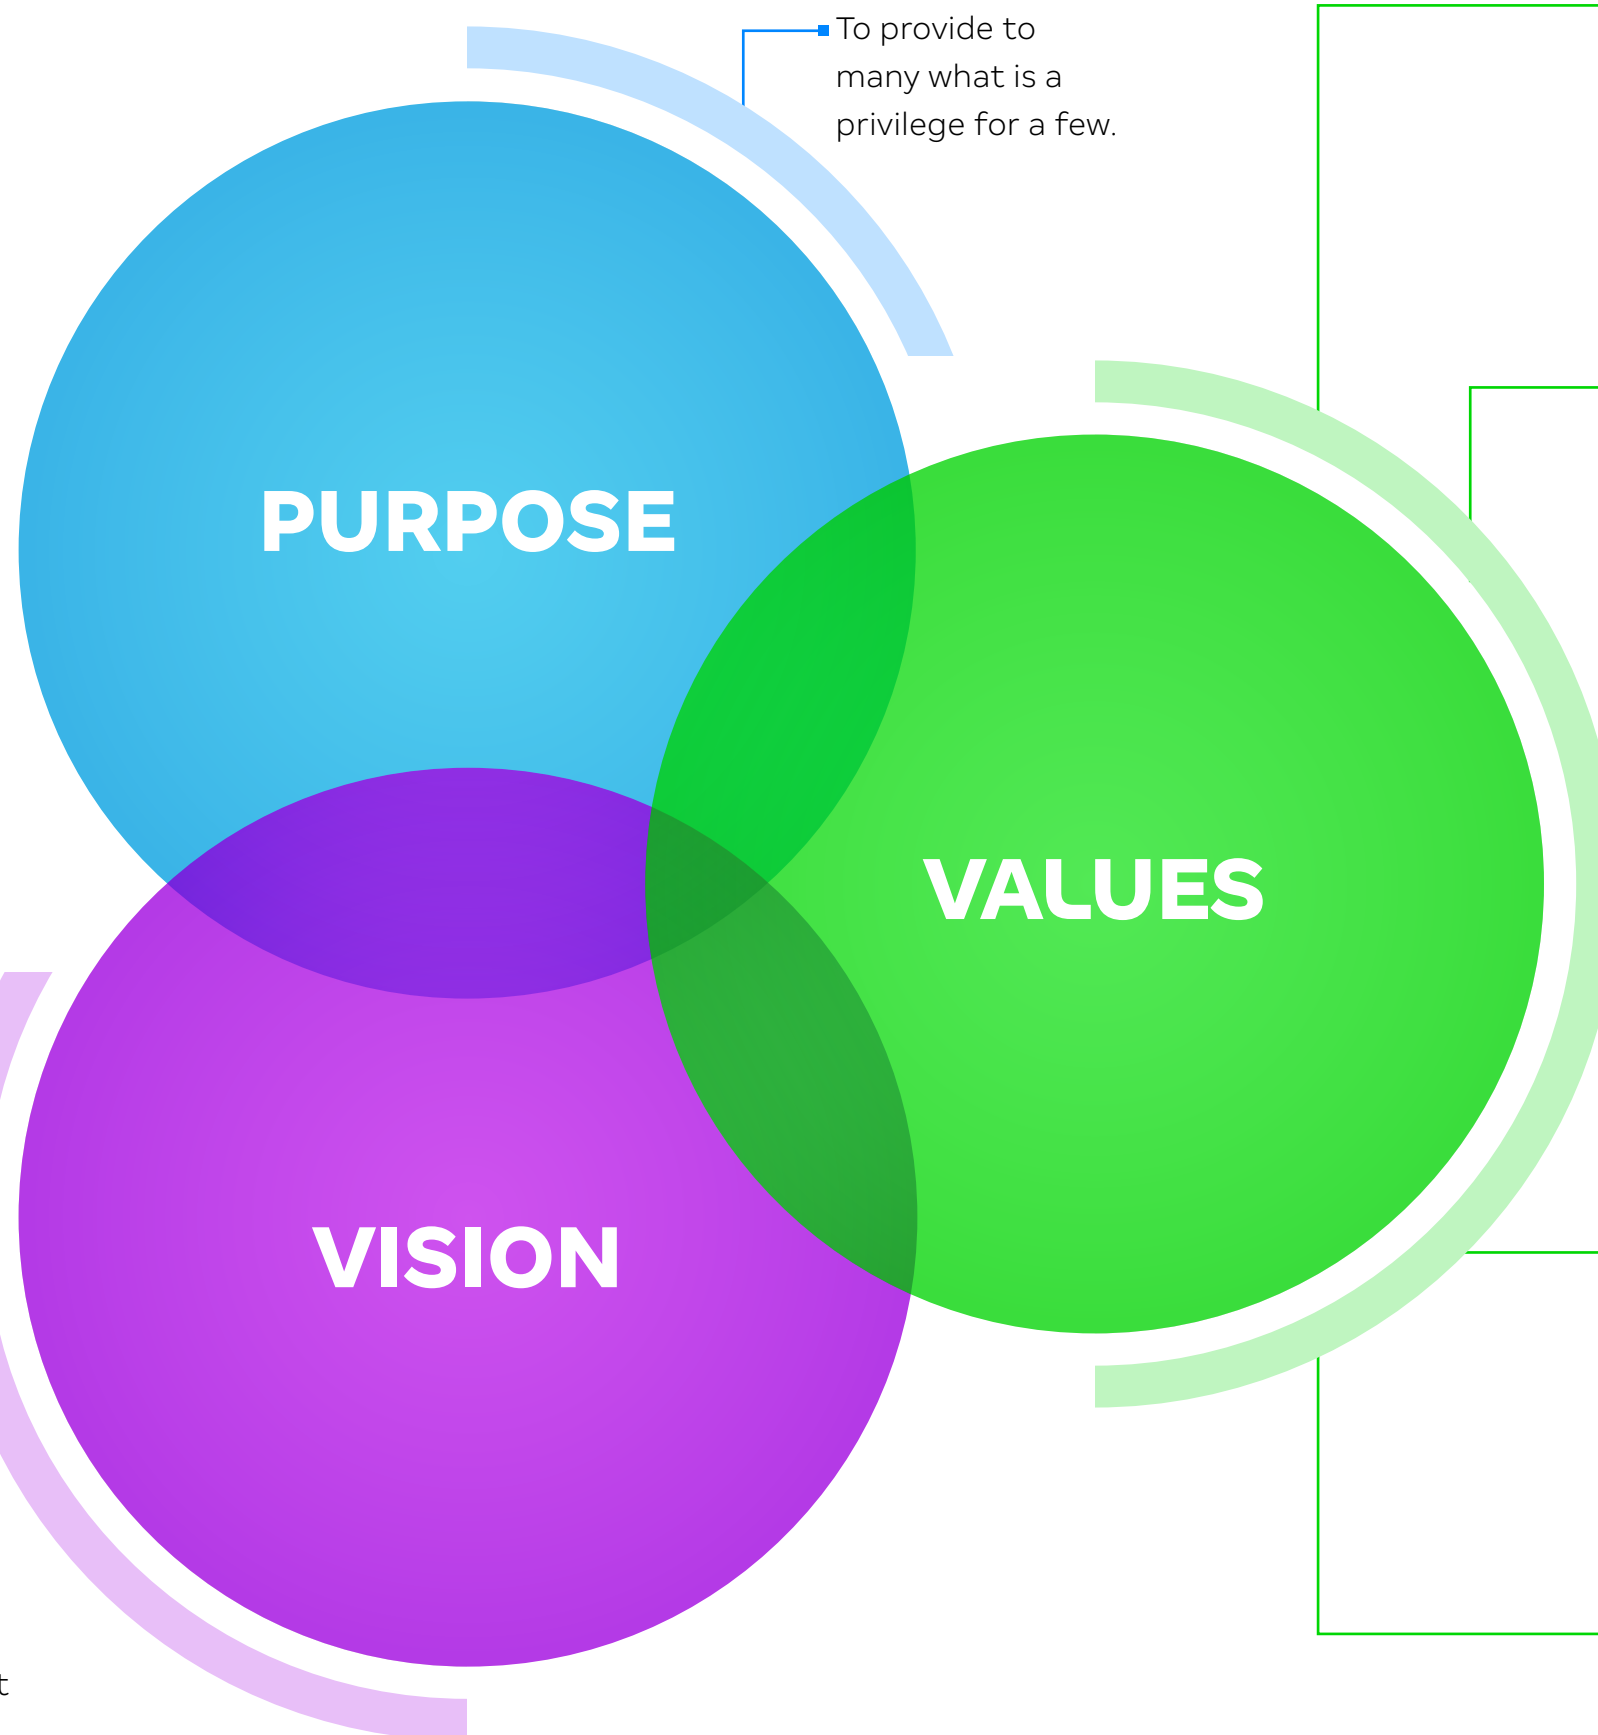 To provide to
many what is a
privilege for a few.
PURPOSE
VALUES
VISION
t